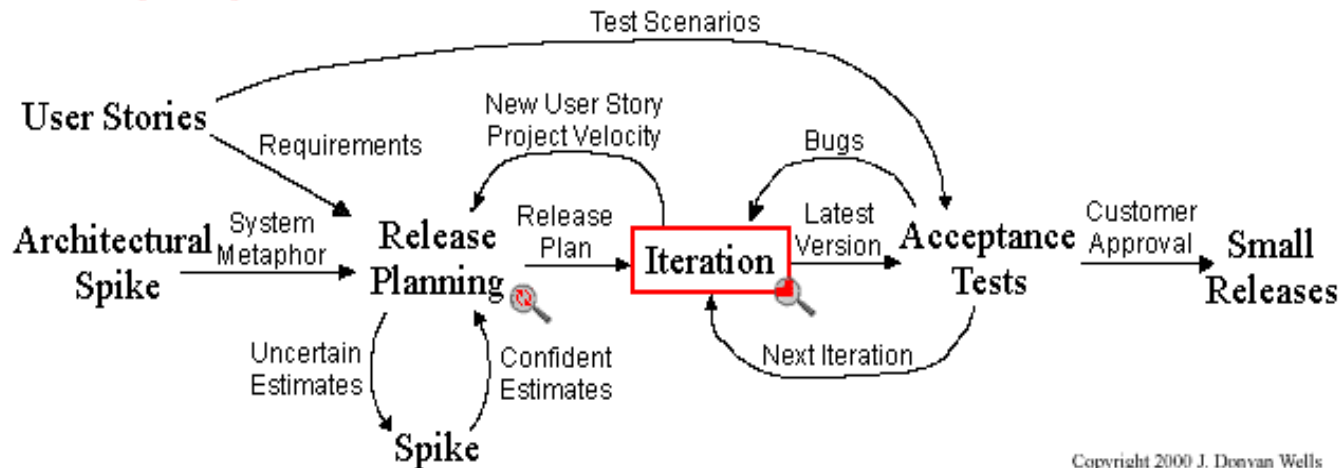 Test Scenarios
User Stories
New User Story
Project Velocity
Requirements
Bugs
Architectural
Spike
System
Metaphor
Release
Planning
Release
Plan
Iteration
Latest
Version
Acceptance
Tests
Customer
Approval
Small
Releases
Uncertain
Estimates
Confident
Estimates
Next Iteration
Spike
Copyright 2000 J. Donvan Wells